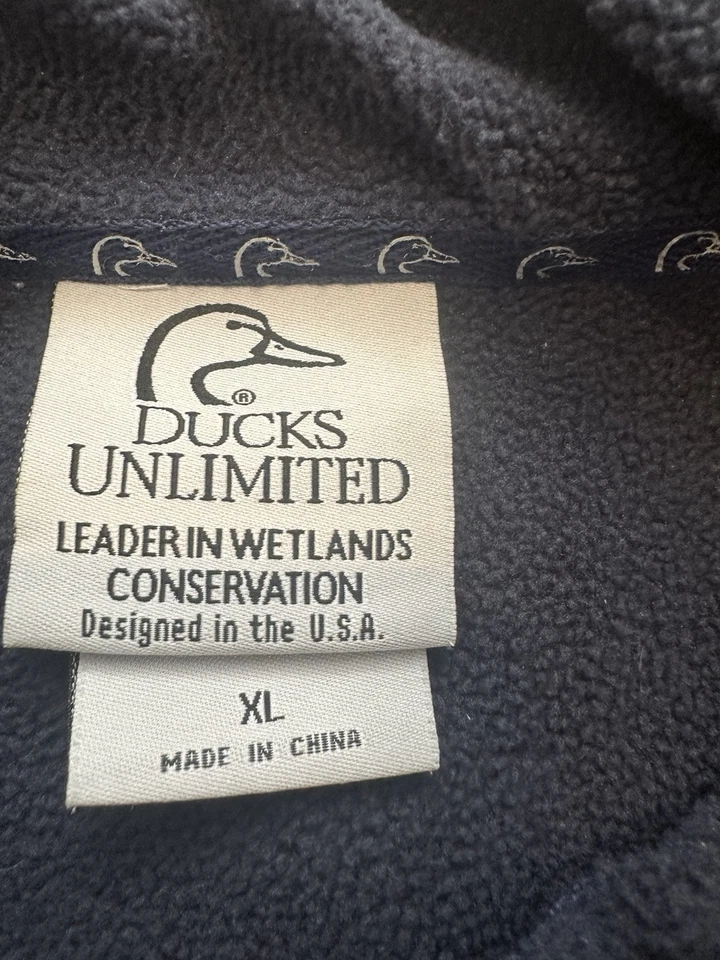 ®
DUCKS
UNLIMITED
LEADER IN WETLANDS
CONSERVATION
Designed in the U.S.A.
XL
MADE IN CHINA